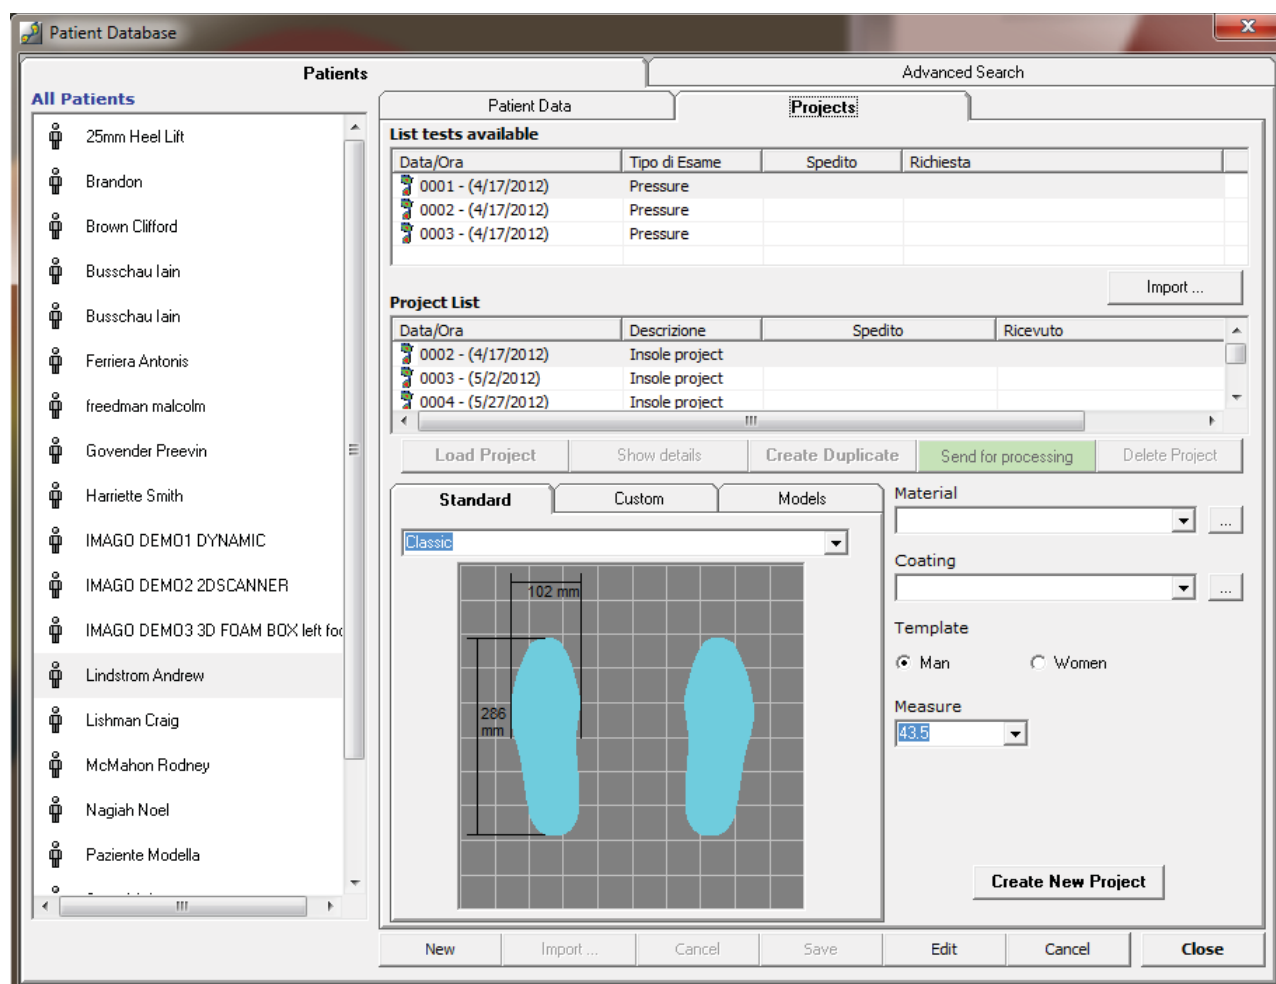 Patient Database
Patients
Advanced Search
All Patients
25mm Heel Lift
Brandon
Brown Clifford
Busschau Iain
Busschau Iain
Ferriera Antonis
freedman malcolm
Govender Preevin
Harriette Smith
IMAGO DEMO1 DYNAMIC
IMAGO DEMO2 2DSCANNER
IMAGO DEMO3 3D FOAM BOX left foo
Lindstrom Andrew
Lishman Craig
McMahon Rodney
Nagiah Noel
Paziente Modella
Patient Data
Projects
List tests available
Data/Ora Tipo di Esame Spedito Richiesta
0001 - (4/17/2012) Pressure
0002 - (4/17/2012) Pressure
0003 - (4/17/2012) Pressure
Import ...
Project List
Data/Ora Descrizione Spedito Ricevuto
0002 - (4/17/2012) Insole project
0003 - (5/2/2012) Insole project
0004 - (5/27/2012) Insole project
Load Project Show details Create Duplicate Send for processing Delete Project
Standard Custom Models
Classic
102 mm
286
mm
Material
...
Coating
...
Template
Man Women
Measure
43.5
Create New Project
New Import ... Cancel Save Edit Cancel Close